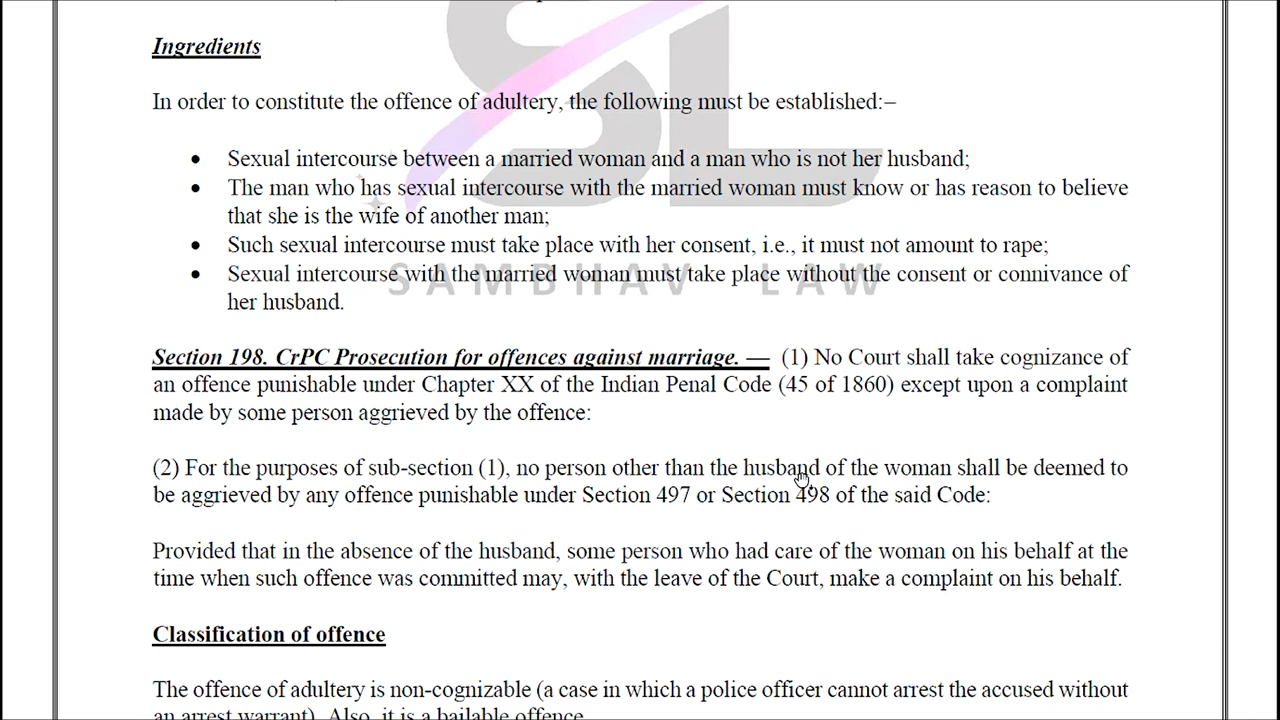 Ingredients
In order to constitute the offence of adultery, the following must be established:–
• Sexual intercourse between a married woman and a man who is not her husband;
• The man who has sexual intercourse with the married woman must know or has reason to believe
that she is the wife of another man;
• Such sexual intercourse must take place with her consent, i.e., it must not amount to rape;
• Sexual intercourse with the married woman must take place without the consent or connivance of
her husband.
SL
SAMBHAV LAW
Section 198. CrPC Prosecution for offences against marriage. — (1) No Court shall take cognizance of
an offence punishable under Chapter XX of the Indian Penal Code (45 of 1860) except upon a complaint
made by some person aggrieved by the offence:
(2) For the purposes of sub-section (1), no person other than the husband of the woman shall be deemed to
be aggrieved by any offence punishable under Section 497 or Section 498 of the said Code:
Provided that in the absence of the husband, some person who had care of the woman on his behalf at the
time when such offence was committed may, with the leave of the Court, make a complaint on his behalf.
Classification of offence
The offence of adultery is non-cognizable (a case in which a police officer cannot arrest the accused without
an arrest warrant). Also, it is a bailable offence.